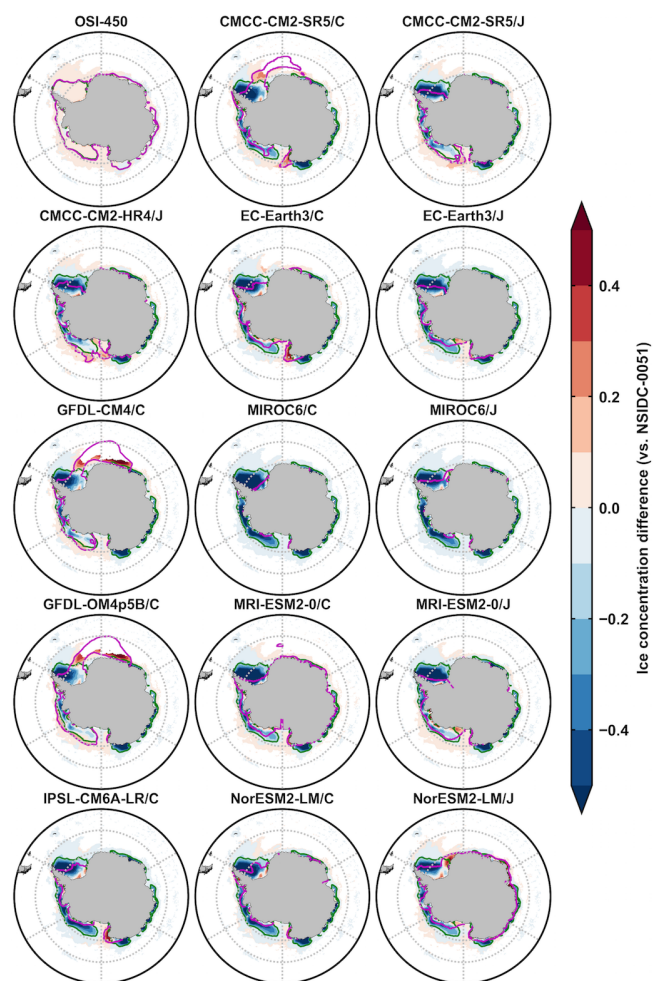 OSI-450 CMCC-CM2-SR5/C CMCC-CM2-SR5/J
CMCC-CM2-HR4/J EC-Earth3/C EC-Earth3/J
GFDL-CM4/C MIROC6/C MIROC6/J
GFDL-OM4p5B/C MRI-ESM2-0/C MRI-ESM2-0/J
IPSL-CM6A-LR/C NorESM2-LM/C NorESM2-LM/J
0.4
0.2
0.0
−0.2
−0.4
Ice concentration difference (vs. NSIDC-0051)